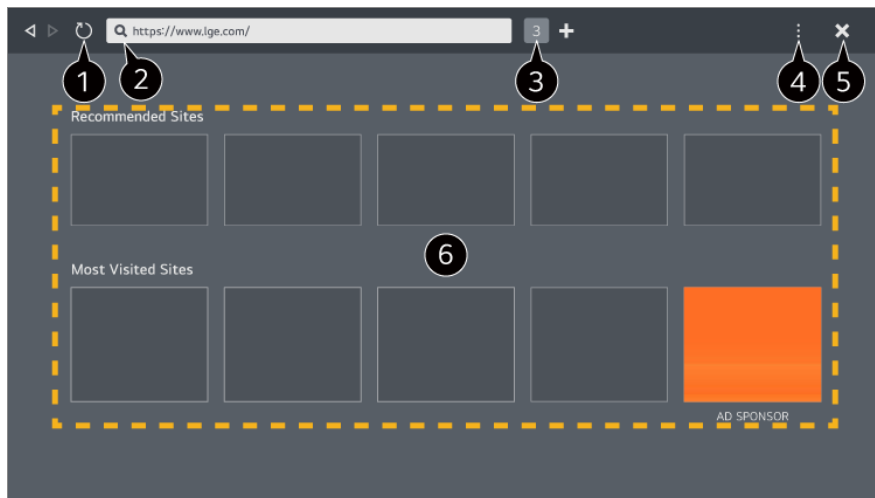 https://www.lge.com/ 3
1 2 3 4 5
Recommended Sites
6
Most Visited Sites
AD SPONSOR